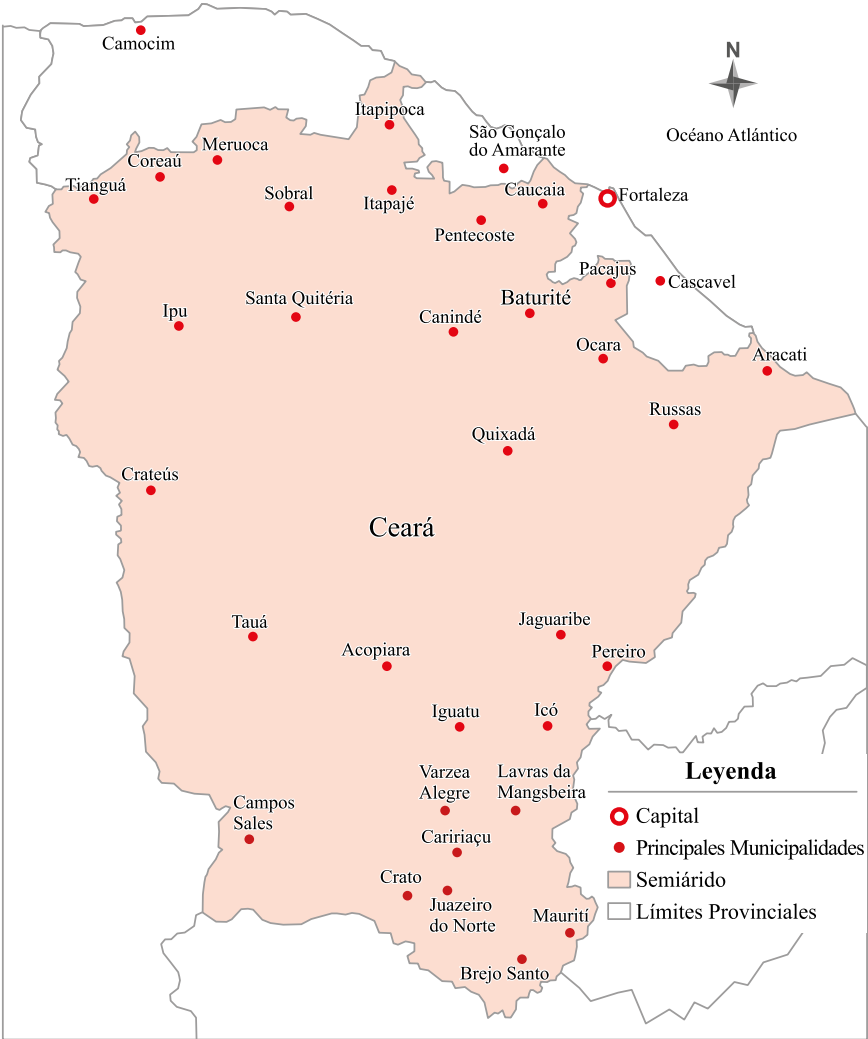 N
Camocim
Itapipoca
São Gonçalo
do Amarante
Océano Atlántico
Meruoca
Coreaú
Tianguá
Sobral
Itapajé
Caucaia
Fortaleza
Pentecoste
Pacajus
Cascavel
Ipu
Santa Quitéria
Canindé
Baturité
Ocara
Aracati
Russas
Quixadá
Crateús
Ceará
Tauá
Acopiara
Jaguaribe
Pereiro
Iguatu
Icó
Varzea
Alegre
Lavras da
Mangsbeira
Campos
Sales
Caririaçu
Crato
Juazeiro
do Norte
Maurití
Brejo Santo
Leyenda
Capital
Principales Municipalidades
Semiárido
Límites Provinciales